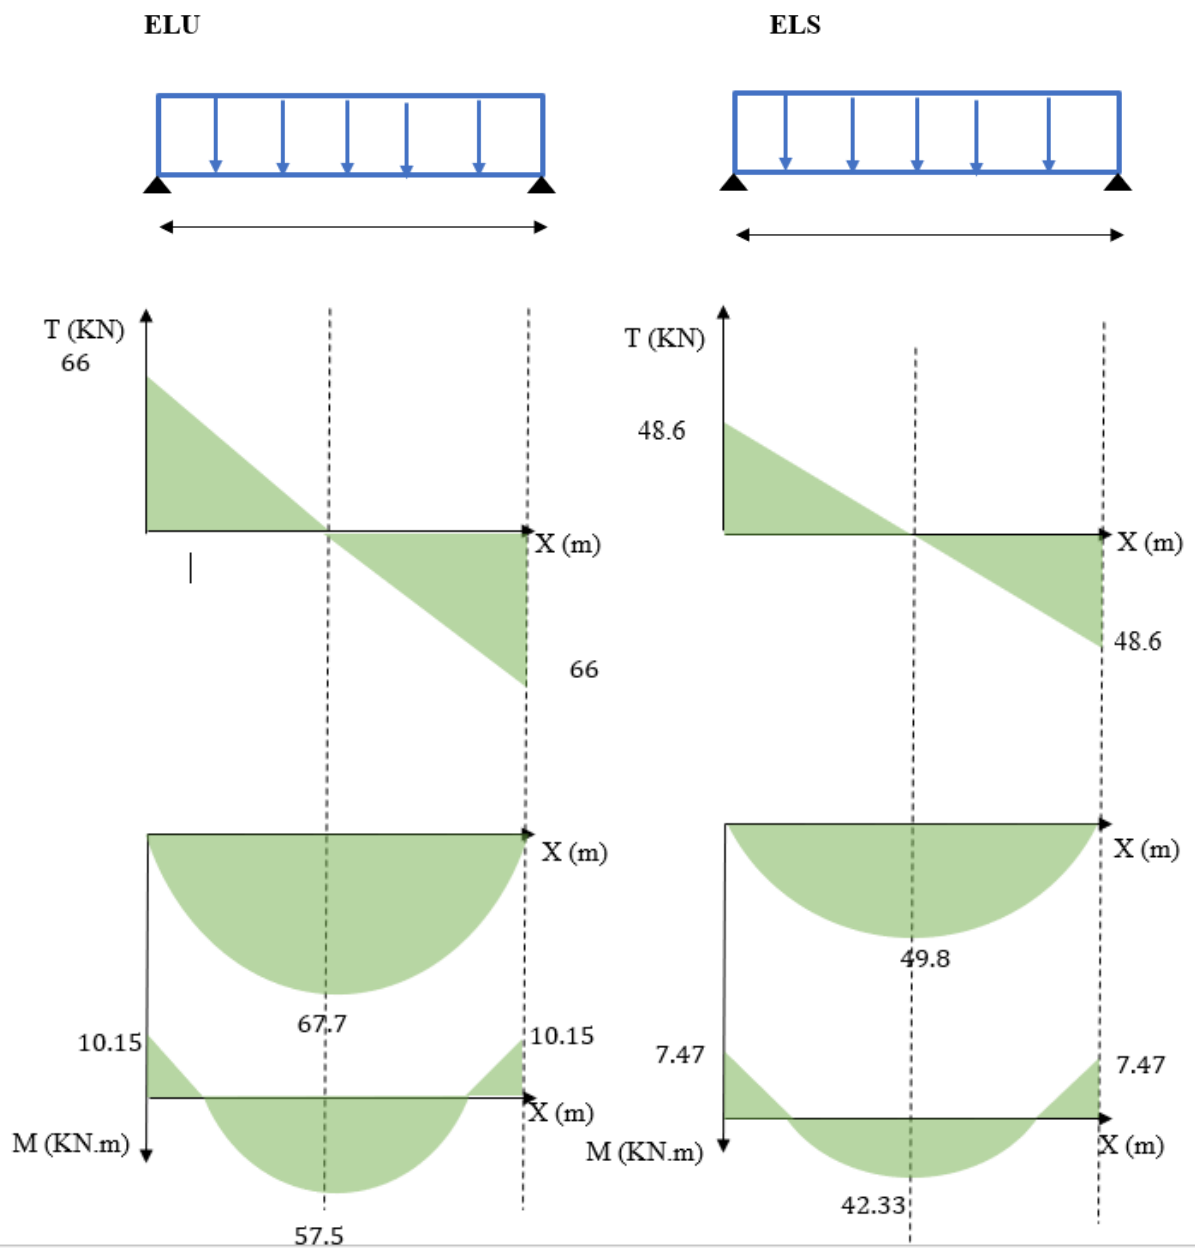 ELU
ELS
T (KN)
66
X (m)
66
T (KN)
48.6
X (m)
48.6
X (m)
67.7
10.15
10.15
X (m)
M (KN.m)
57.5
X (m)
49.8
7.47
7.47
X (m)
M (KN.m)
42.33